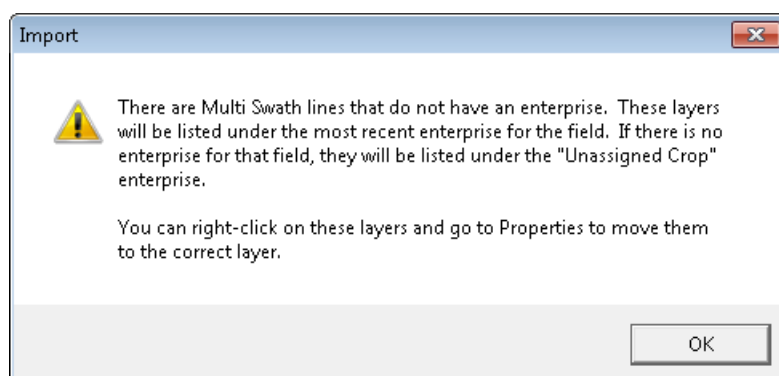 Import
There are Multi Swath lines that do not have an enterprise.  These layers
will be listed under the most recent enterprise for the field. If there is no
enterprise for that field, they will be listed under the "Unassigned Crop"
enterprise.
You can right-click on these layers and go to Properties to move them
to the correct layer.
OK